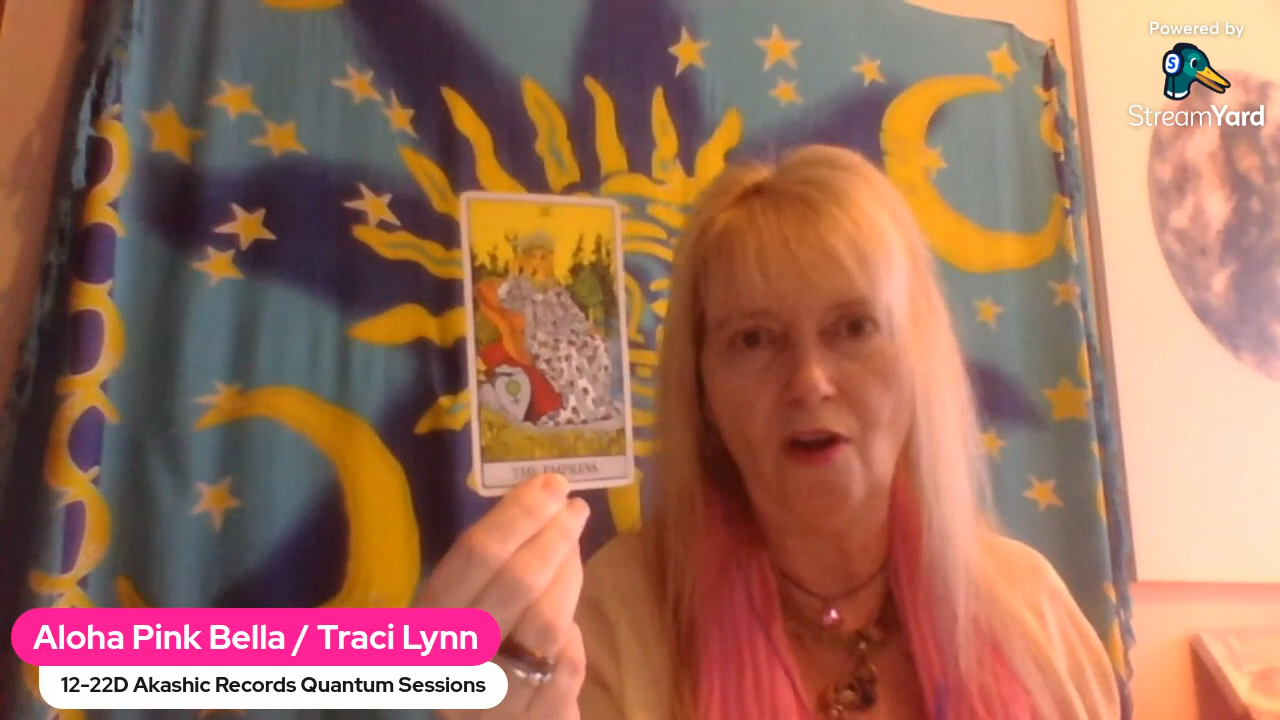 Powered by
StreamYard
THE EMPRESS.
Aloha Pink Bella / Traci Lynn
12-22D Akashic Records Quantum Sessions